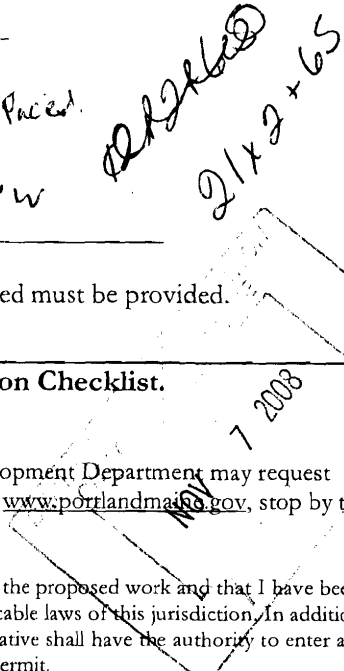 21 x 2 + 65
ed must be provided.
on Checklist.
NOV 7 2008
opment Department may request
www.portlandmaine.gov, stop by t
the proposed work and that I have bee
cable laws of this jurisdiction. In additio
ative shall have the authority to enter a
ermit.